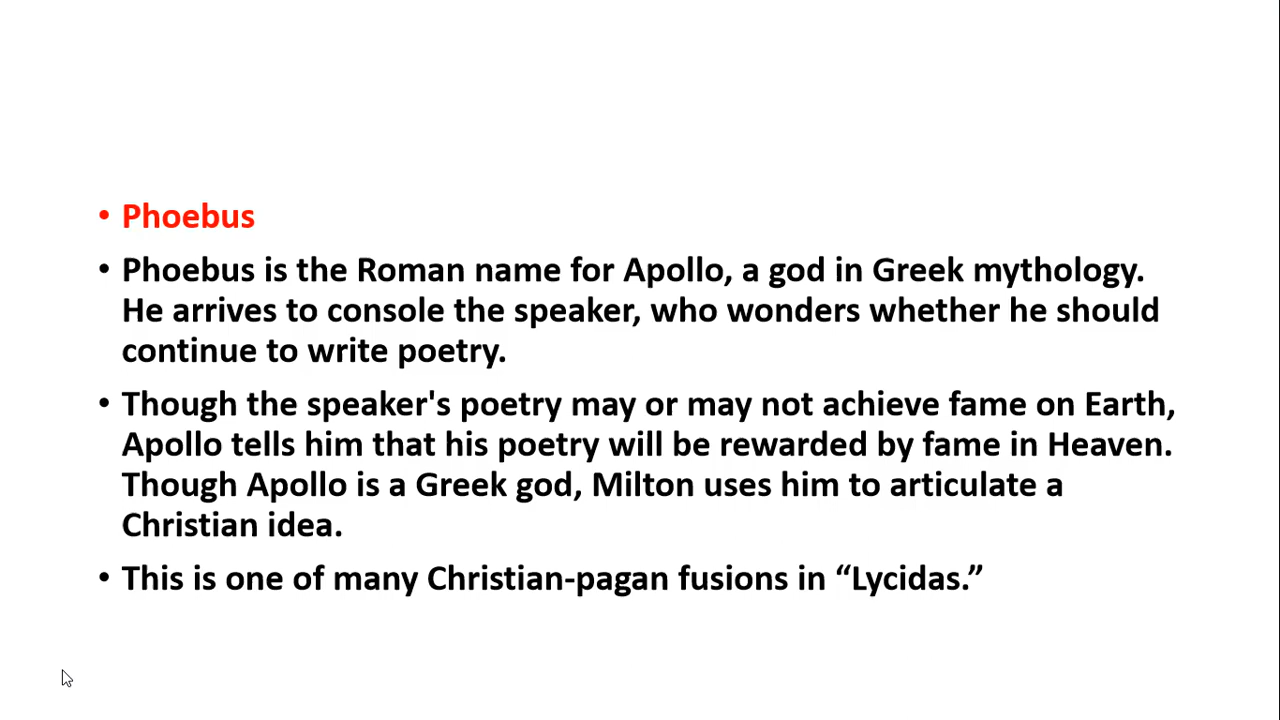 • Phoebus
• Phoebus is the Roman name for Apollo, a god in Greek mythology.
He arrives to console the speaker, who wonders whether he should
continue to write poetry.
• Though the speaker's poetry may or may not achieve fame on Earth,
Apollo tells him that his poetry will be rewarded by fame in Heaven.
Though Apollo is a Greek god, Milton uses him to articulate a
Christian idea.
• This is one of many Christian-pagan fusions in “Lycidas.”